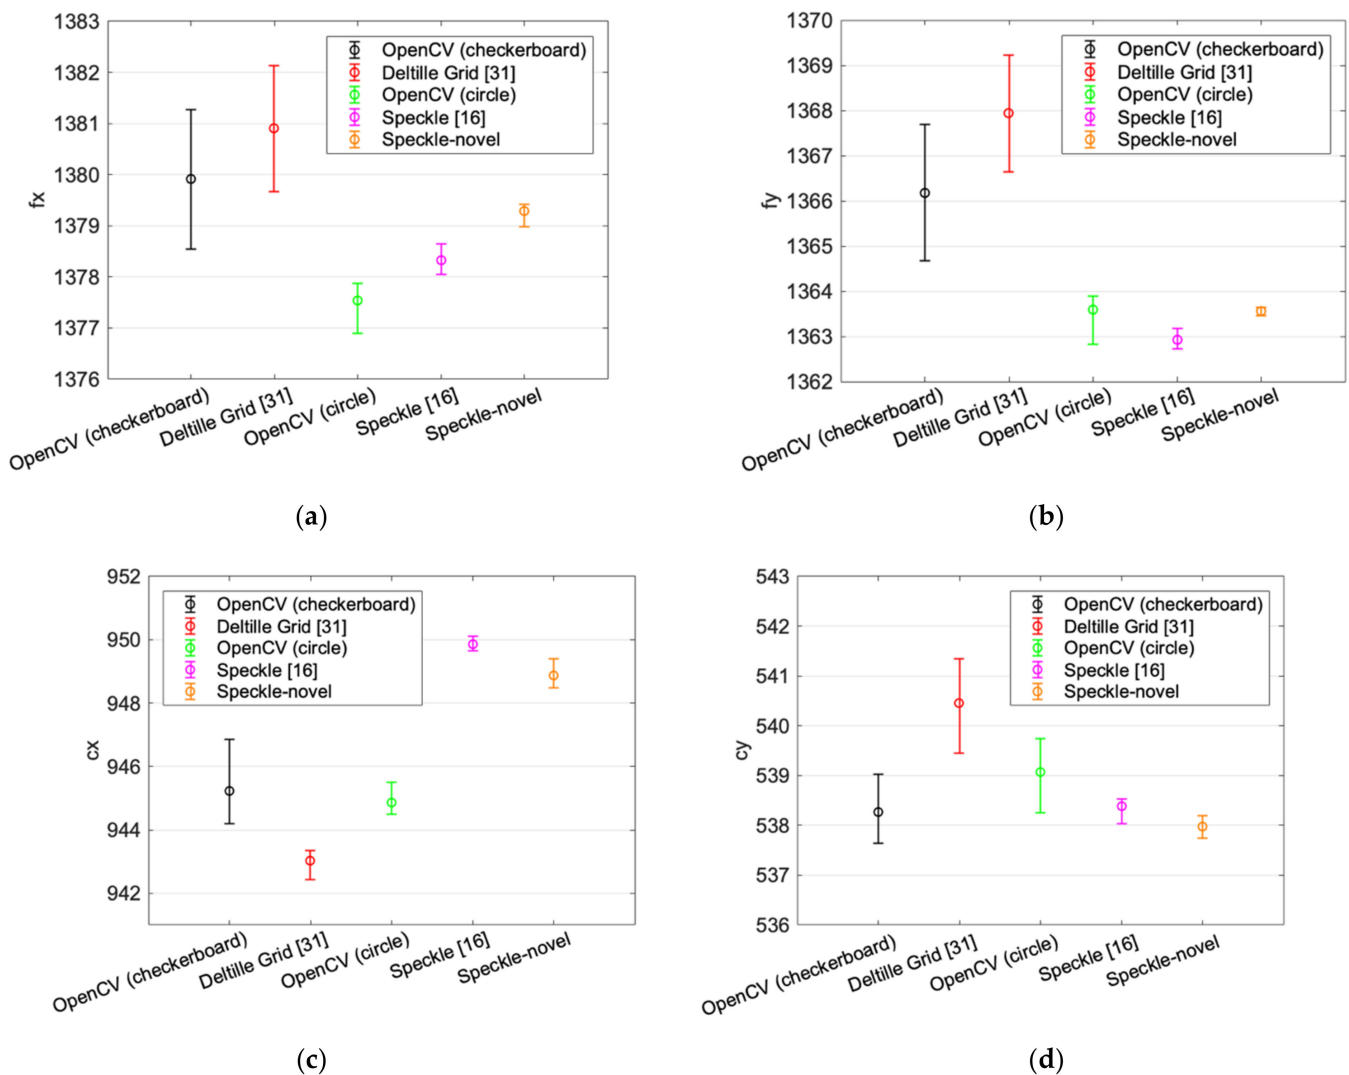 1383
1382
1381
1380
1379
1378
1377
1376
fx
OpenCV (checkerboard)
Deltille Grid [31]
OpenCV (circle)
Speckle [16]
Speckle-novel
OpenCV (checkerboard)
Deltille Grid [31]
OpenCV (circle)
Speckle [16]
Speckle-novel
(a)
1370
1369
1368
1367
1366
1365
1364
1363
1362
fy
OpenCV (checkerboard)
Deltille Grid [31]
OpenCV (circle)
Speckle [16]
Speckle-novel
OpenCV (checkerboard)
Deltille Grid [31]
OpenCV (circle)
Speckle [16]
Speckle-novel
(b)
952
950
948
946
944
942
cx
OpenCV (checkerboard)
Deltille Grid [31]
OpenCV (circle)
Speckle [16]
Speckle-novel
OpenCV (checkerboard)
Deltille Grid [31]
OpenCV (circle)
Speckle [16]
Speckle-novel
(c)
543
542
541
540
539
538
537
536
cy
OpenCV (checkerboard)
Deltille Grid [31]
OpenCV (circle)
Speckle [16]
Speckle-novel
OpenCV (checkerboard)
Deltille Grid [31]
OpenCV (circle)
Speckle [16]
Speckle-novel
(d)